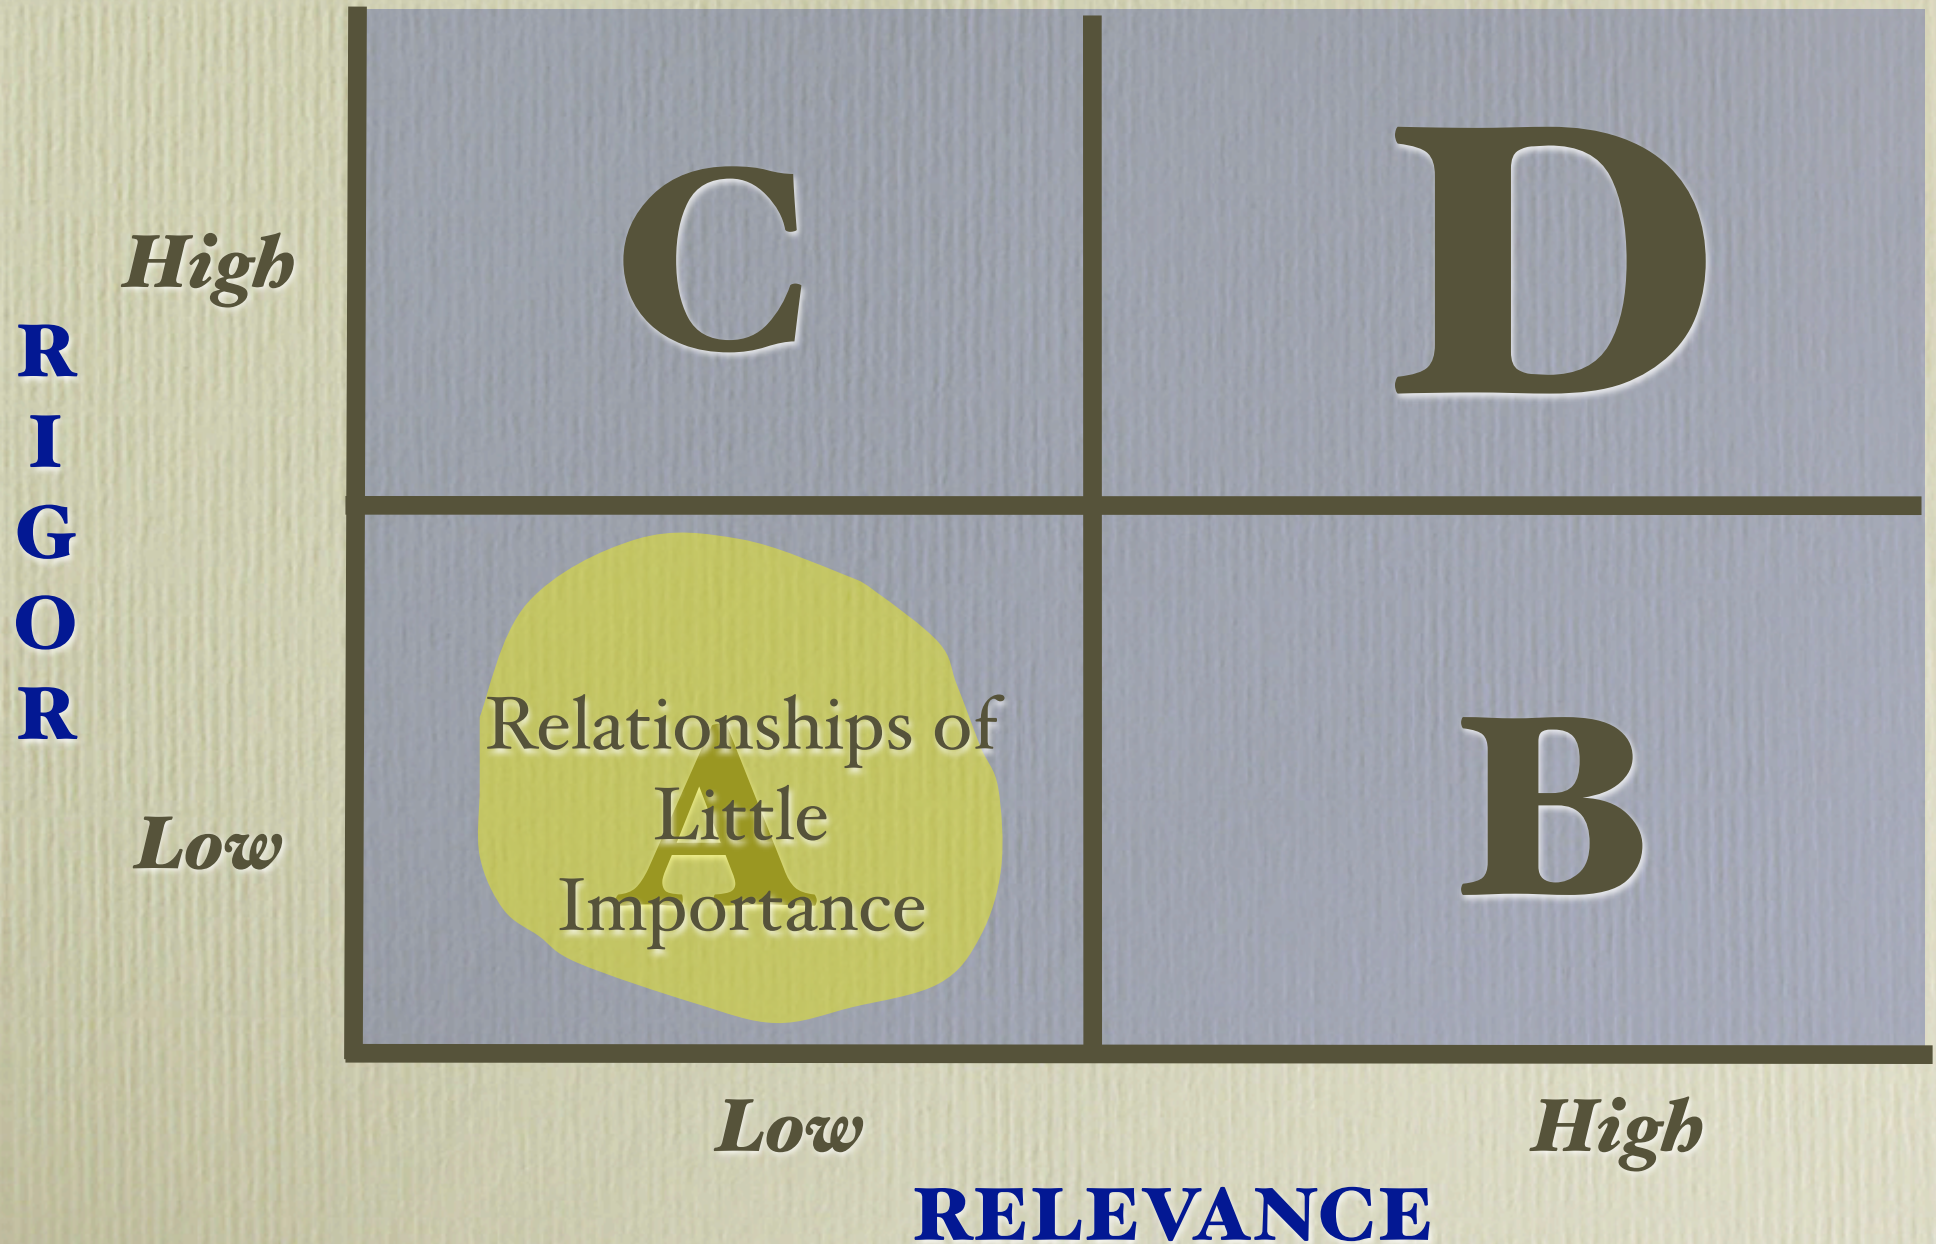 C
D
High
R
I
G
O
R
Relationships of
Little
Importance
A
B
Low
Low
High
RELEVANCE